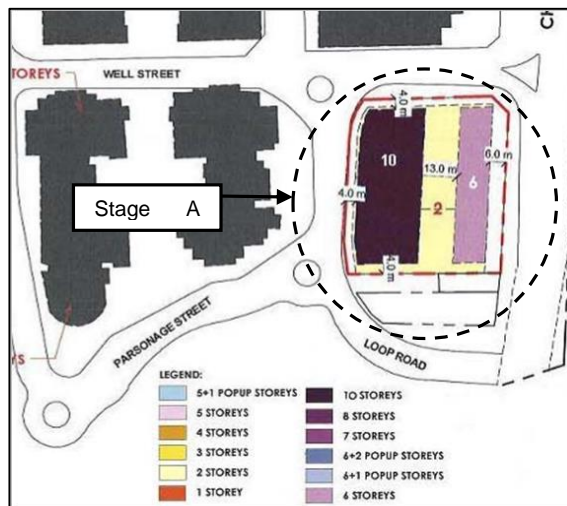 WELL STREET
4.0 m
10
13.0 m
6
6.0 m
4.0 m
2
4.0 m
Stage A
PARSONAGE STREET
LOOP ROAD
LEGEND:
5+1 POPUP STOREYS
5 STOREYS
4 STOREYS
3 STOREYS
2 STOREYS
1 STOREY
10 STOREYS
8 STOREYS
7 STOREYS
6+2 POPUP STOREYS
6+1 POPUP STOREYS
6 STOREYS